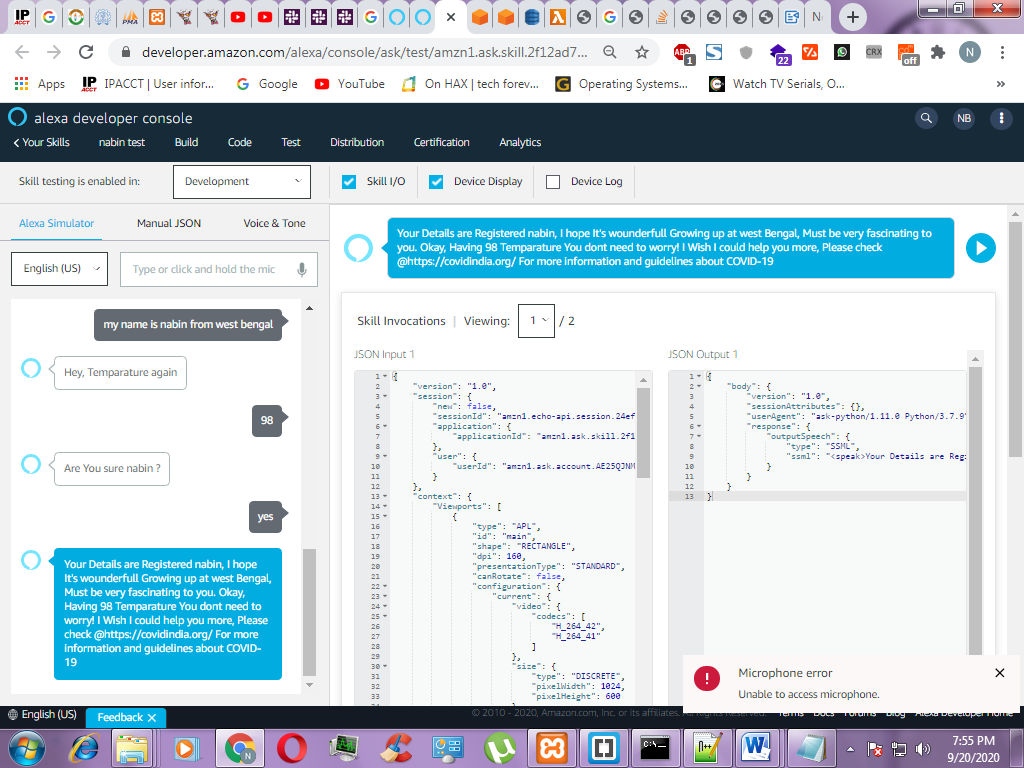 IP
ACCT
PMA
N
developer.amazon.com/alexa/console/ask/test/amzn1.ask.skill.2f12ad7...
ABP
1
22
CRX
off
N
Apps
IP
ACCT
IPACCT | User infor...
Google
YouTube
On HAX | tech forev...
Operating Systems...
Watch TV Serials, O...
»
alexa developer console
NB
Your Skills
nabin test
Build
Code
Test
Distribution
Certification
Analytics
Skill testing is enabled in:
Development
Skill I/O
Device Display
Device Log
Alexa Simulator
Manual JSON
Voice & Tone
English (US)
Type or click and hold the mic
my name is nabin from west bengal
Hey, Temparature again
98
Are You sure nabin ?
yes
Your Details are Registered nabin, I hope
It's wounderfull Growing up at west Bengal,
Must be very fascinating to you. Okay,
Having 98 Temparature You dont need to
worry! I Wish I could help you more, Please
check @https://covidindia.org/ For more
information and guidelines about COVID-
19
Your Details are Registered nabin, I hope It's wounderfull Growing up at west Bengal, Must be very fascinating to
you. Okay, Having 98 Temparature You dont need to worry! I Wish I could help you more, Please check
@https://covidindia.org/ For more information and guidelines about COVID-19
Skill Invocations | Viewing: 1 / 2
JSON Input 1
1 {
2 "version": "1.0",
3 "session": {
4 "new": false,
5 "sessionId": "amzn1.echo-api.session.24ef
6 "application": {
7 "applicationId": "amzn1.ask.skill.2f1
8 },
9 "user": {
10 "userId": "amzn1.ask.account.AE25QJNM
11 }
12 },
13 "context": {
14 "Viewports": [
15 {
16 "type": "APL",
17 "id": "main",
18 "shape": "RECTANGLE",
19 "dpi": 160,
20 "presentationType": "STANDARD",
21 "canRotate": false,
22 "configuration": {
23 "current": {
24 "video": {
25 "codecs": [
26 "H_264_42",
27 "H_264_41"
28 ]
29 },
30 "size": {
31 "type": "DISCRETE",
32 "pixelWidth": 1024,
33 "pixelHeight": 600
JSON Output 1
1 {
2 "body": {
3 "version": "1.0",
4 "sessionAttributes": {},
5 "userAgent": "ask-python/1.11.0 Python/3.7.9
6 "response": {
7 "outputSpeech": {
8 "type": "SSML",
9 "ssml": "<speak>Your Details are Reg
10 }
11 }
12 }
13 }
Microphone error
Unable to access microphone.
English (US)
Feedback
© 2010 - 2020, Amazon.com, Inc. or its affiliates. All Rights Reserved.
Terms
Docs
Forums
Blog
Alexa Developer Home
N
C:\
n++
W
7:55 PM
9/20/2020